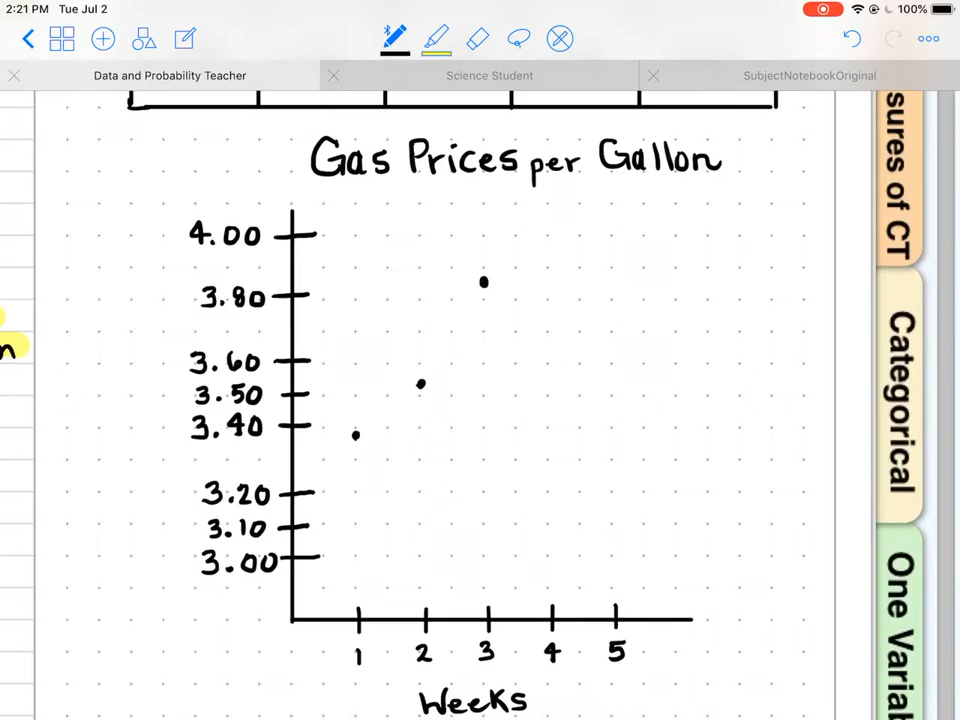 2:21 PM Tue Jul 2
100%
Data and Probability Teacher
Science Student
SubjectNotebookOriginal
Gas Prices per Gallon
4.00
3.80
3.60
3.50
3.40
3.20
3.10
3.00
1 2 3 4 5
Weeks
sures of CT
Categorical
One Variab